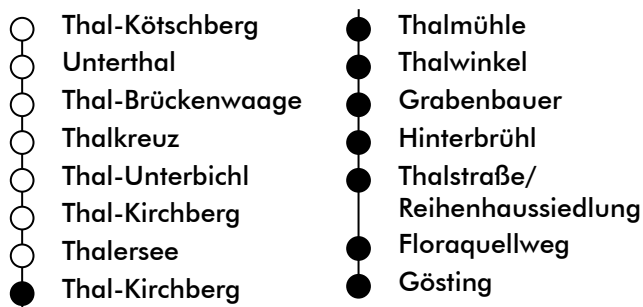 Thal-Kötschberg
Unterthal
Thal-Brückenwaage
Thalkreuz
Thal-Unterbichl
Thal-Kirchberg
Thalersee
Thal-Kirchberg
Thalmühle
Thalwinkel
Grabenbauer
Hinterbrühl
Thalstraße/
Reihenhaussiedlung
Floraquellweg
Gösting